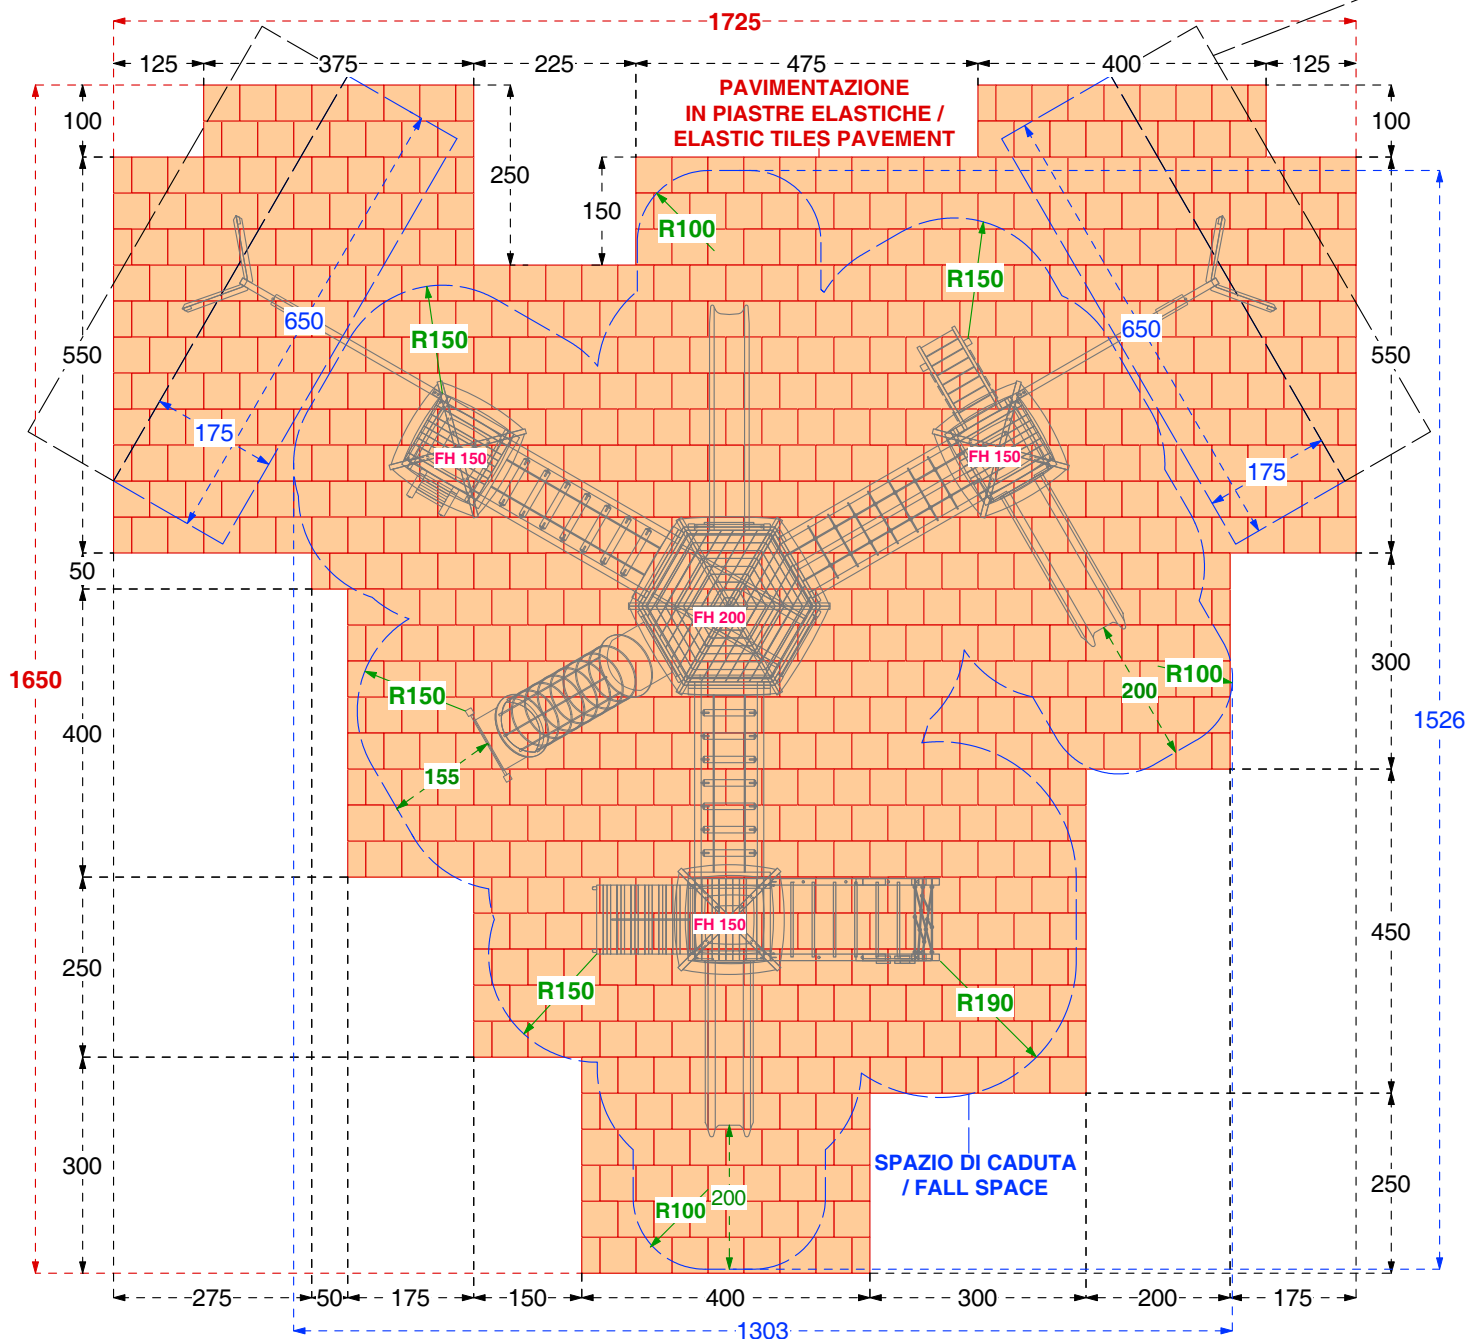 1725
125
375
225
475
400
125
PAVIMENTAZIONE
IN PIASTRE ELASTICHE /
ELASTIC TILES PAVEMENT
100
100
250
150
R100
R150
R150
650
650
550
550
175
175
FH 150
FH 150
50
FH 200
1650
R150
R100
200
300
1526
400
155
FH 150
450
250
R150
R190
SPAZIO DI CADUTA
/ FALL SPACE
300
250
R100
200
275
50
175
150
400
300
200
175
1303